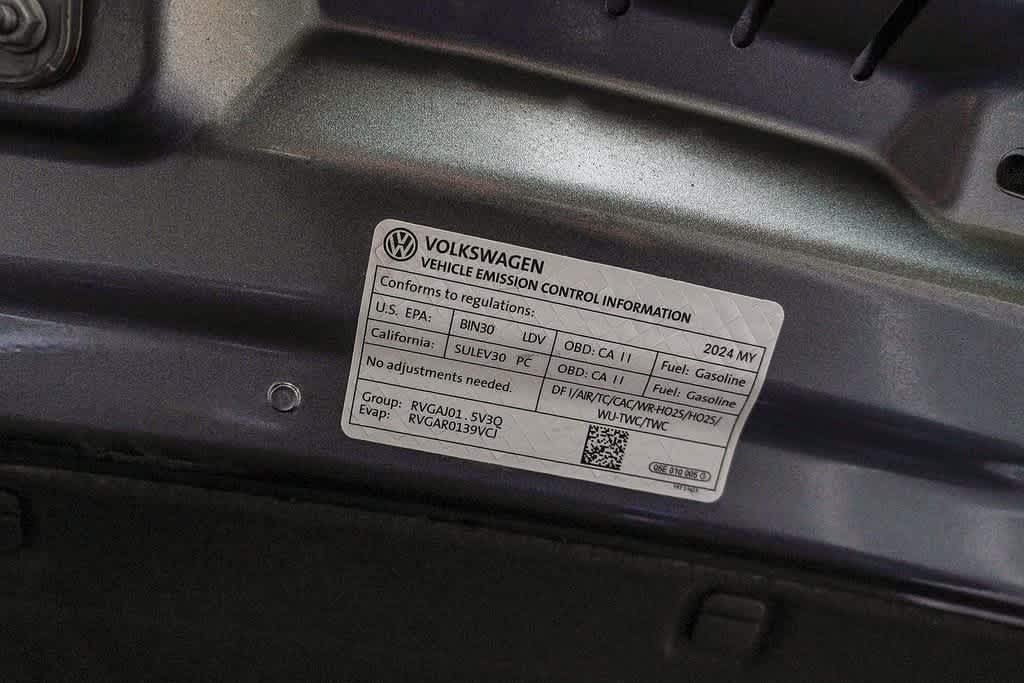 VOLKSWAGEN
VEHICLE EMISSION CONTROL INFORMATION
Conforms to regulations: 2024 MY
U.S. EPA: BIN30 LDV OBD: CA II Fuel: Gasoline
California: SULEV30 PC OBD: CA II Fuel: Gasoline
No adjustments needed. DFI/AIR/TC/CAC/WR-HO2S/HO2S/
WU-TWC/TWC
Group: RVGAJ01.5V3Q
Evap: RVGAR0139VCJ
05E 010 005 G